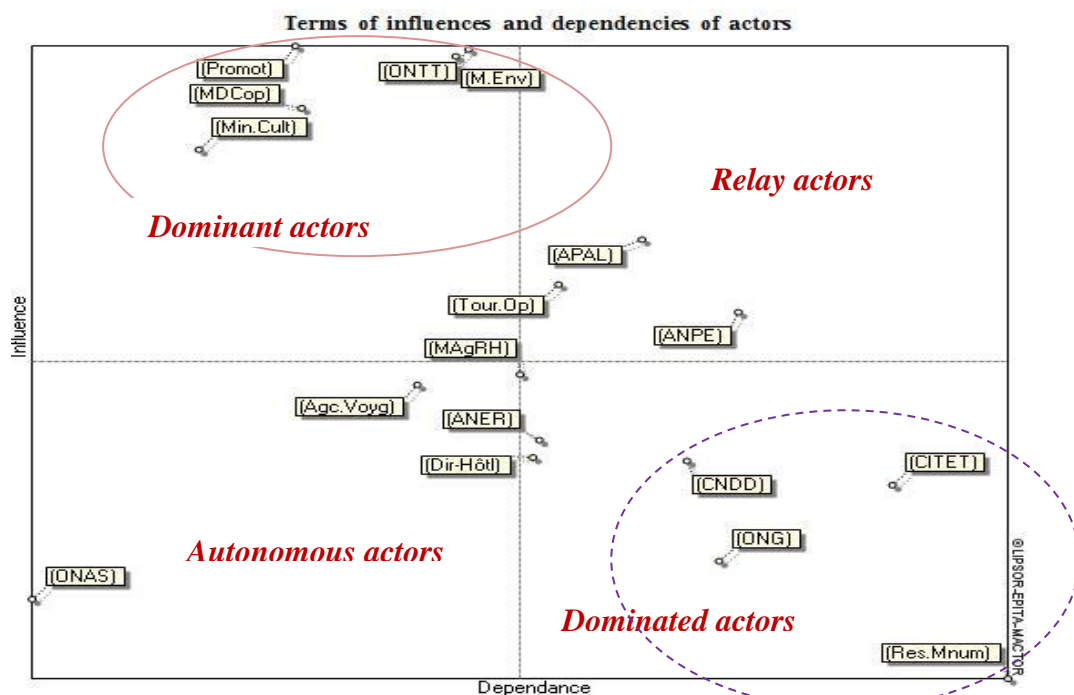 Terms of influences and dependencies of actors
(Promot)
(ONTT)
(M.Env)
(MDCop)
(Min.Cult)
Relay actors
Dominant actors
(APAL)
(Tour.Op)
Influence
(ANPE)
(MAgRH)
(Agc.Voyg)
(ANER)
(Dir-Hôtl)
(CITET)
(CNDD)
(ONG)
Autonomous actors
(ONAS)
Dominated actors
(Res.Mnum)
©LIPSOR-EPITA-MACTOR
Dependance